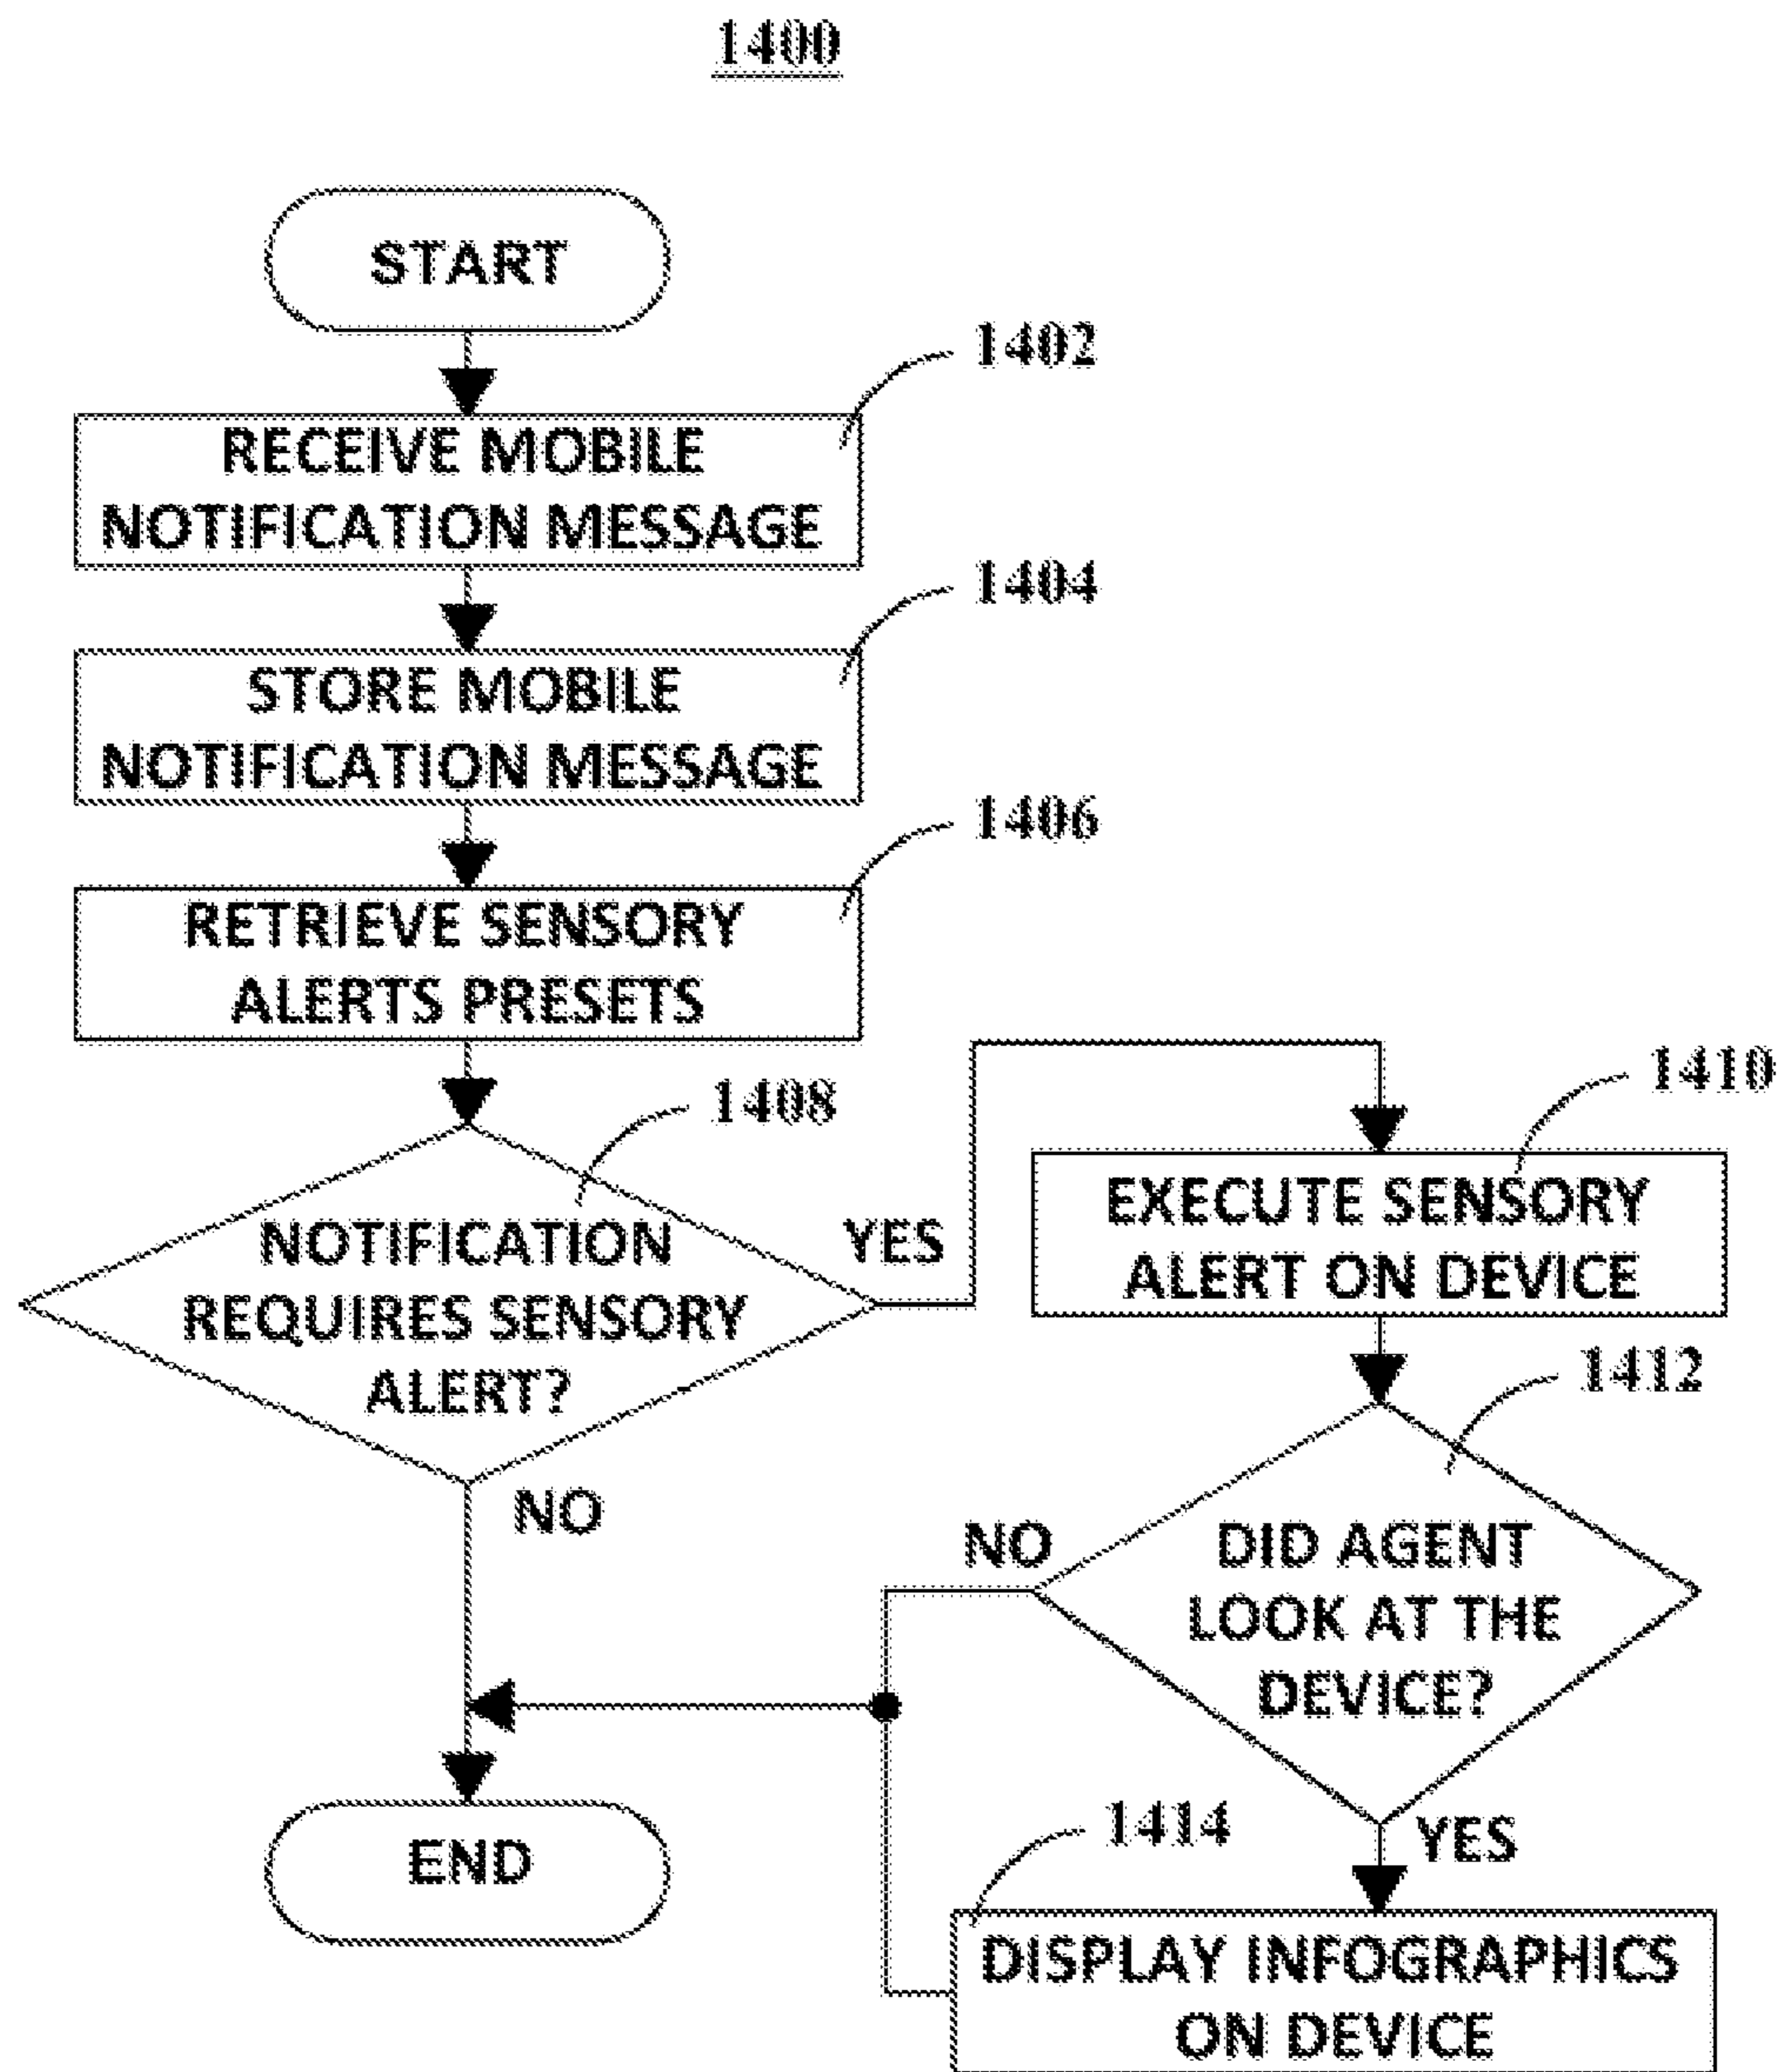 1400
START
1402
RECEIVE MOBILE
NOTIFICATION MESSAGE
1404
STORE MOBILE
NOTIFICATION MESSAGE
1406
RETRIEVE SENSORY
ALERTS PRESETS
1408
NOTIFICATION
REQUIRES SENSORY
ALERT?
YES
NO
1410
EXECUTE SENSORY
ALERT ON DEVICE
1412
DID AGENT
LOOK AT THE
DEVICE?
NO
YES
1414
DISPLAY INFOGRAPHICS
ON DEVICE
END